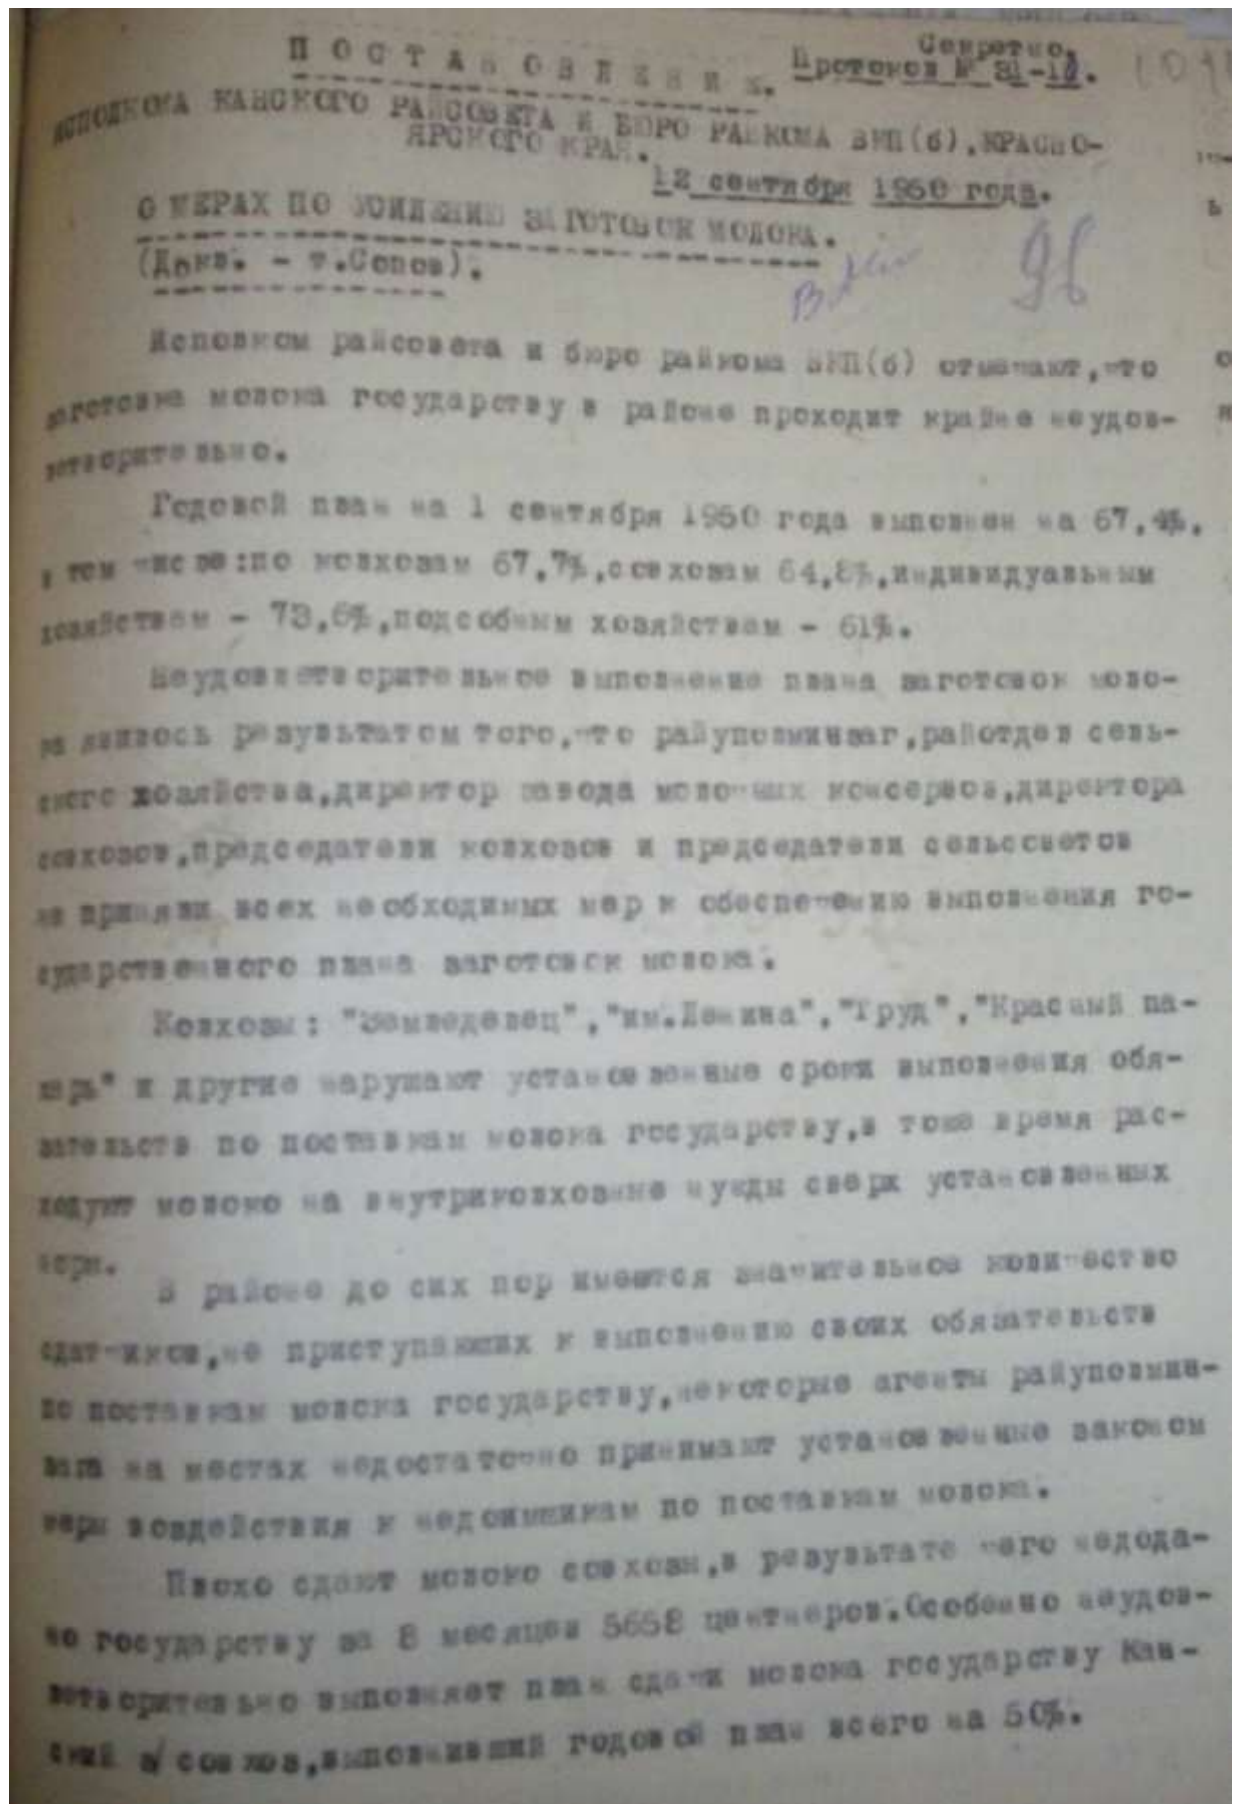 Секретно.
П О С Т А Н О В Л Е Н И Е. Протокол № 31-1
ИСПОЛКОМА КАНСКОГО РАЙСОВЕТА И БЮРО РАЙКОМА ВКП(б), КРАСНО-
ЯРСКОГО КРАЯ.
12 сентября 1950 года.
О МЕРАХ ПО УСИЛЕНИЮ ЗАГОТОВОК МОЛОКА.
(Докл. - т.Сопов).
98
Исполком райсовета и бюро райкома ВКП(б) отмечают,что
заготовка молока государству в районе проходит крайне неудов-
летворительно.
Годовой план на 1 сентября 1950 года выполнен на 67,4%,
в том числе:по колхозам 67,7%,совхозам 64,8%,индивидуальным
хозяйствам - 73,6%,подсобным хозяйствам - 61%.
Неудовлетворительное выполнение плана заготовок моло-
ка явилось результатом того,что райуполминзаг,райотдел сель-
ского хозяйства,директор завода молочных консервов,директора
совхозов,председатели колхозов и председатели сельсоветов
не приняли всех необходимых мер к обеспечению выполнения го-
сударственного плана заготовок молока.
Колхозы: "Земледелец","им.Ленина","Труд","Красный па-
харь" и другие нарушают установленные сроки выполнения обя-
зательств по поставкам молока государству,в тоже время рас-
ходуют молоко на внутриколхозные нужды сверх установленных
норм.
В районе до сих пор имеются значительное количество
сдатчиков,не приступивших к выполнению своих обязательств
по поставкам молока государству,некоторые агенты райуполмин-
зага на местах недостаточно принимают установленные законом
меры воздействия к недоимщикам по поставкам молока.
Плохо сдают молоко совхозы,в результате чего недода-
но государству за 8 месяцев 5658 центнеров.Особенно неудов-
летворительно выполняет план сдачи молока государству Кан-
ский з/совхоз,выполнивший годовой план всего на 50%.